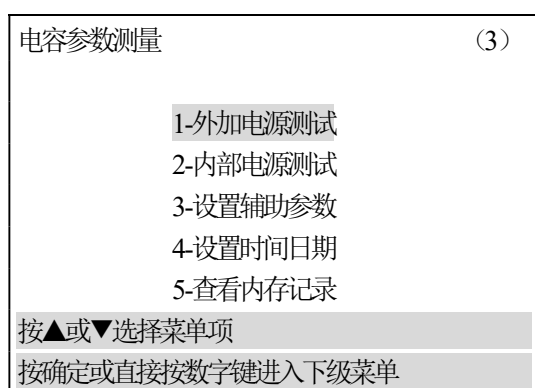 电容参数测量 （3）
1-外加电源测试
2-内部电源测试
3-设置辅助参数
4-设置时间日期
5-查看内存记录
按▲或▼选择菜单项
按确定或直接按数字键进入下级菜单